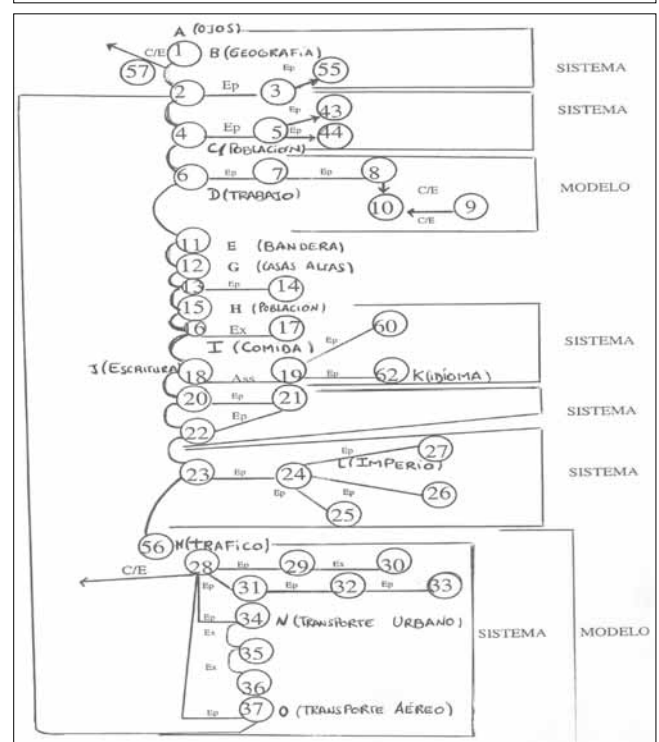 A (OJOS)
C/E 1 B (GEOGRAFÍA)
57 Ep 55 SISTEMA
2 Ep 3
43 SISTEMA
4 Ep 5 Ep 44
C (POBLACION)
6 Ep 7 Ep 8
D (TRABAJO) C/E MODELO
10 C/E 9
11 E (BANDERA)
12 G (CASAS ALTAS)
13 Ep 14
15 H (POBLACION)
16 Ex 17 60
I (COMIDA) Ep SISTEMA
J (ESCRITURA) 18 Ass 19 Ep 62 K (IDIOMA)
20 Ep 21
Ep SISTEMA
22
Ep 27
23 Ep 24 L (IMPERIO)
Ep Ep 26 SISTEMA
25
56 (TRAFICO)
C/E 28 Ep 29 Ex 30
Ep 31 Ep 32 Ep 33
Ep 34 N (TRANSPORTE URBANO) SISTEMA MODELO
Ex 35
Ex 36
Ep 37 O (TRANSPORTE AÉREO)